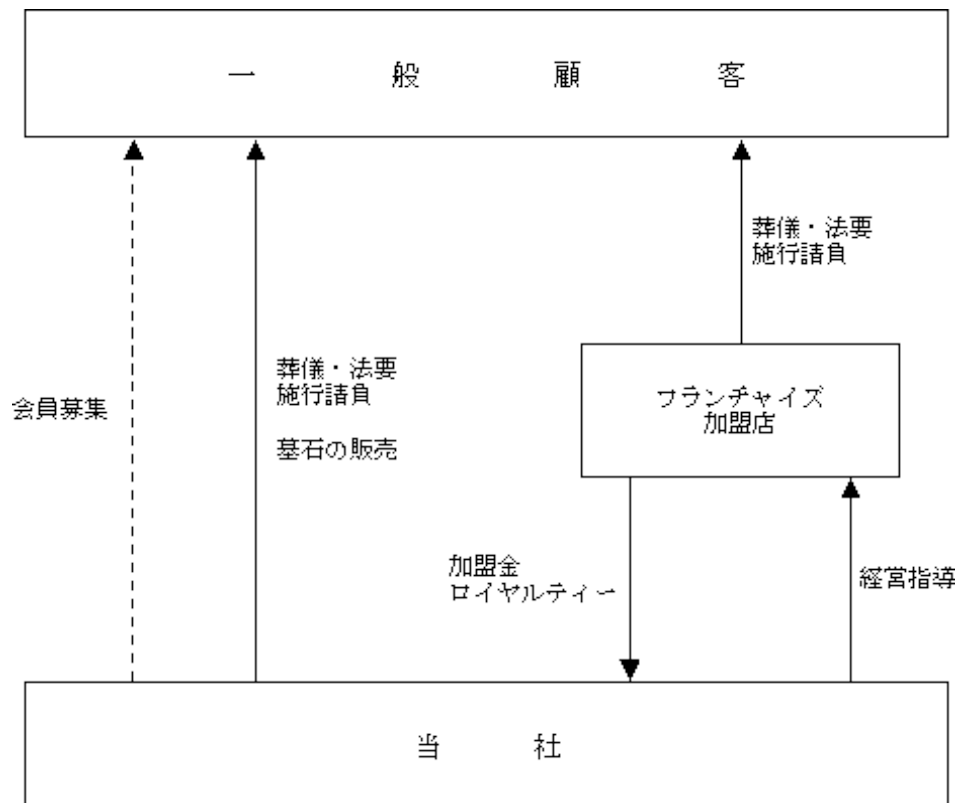 一般顧客
葬儀・法要
施行請負
葬儀・法要
施行請負
墓石の販売
会員募集
フランチャイズ
加盟店
加盟金
ロイヤルティー
経営指導
当社